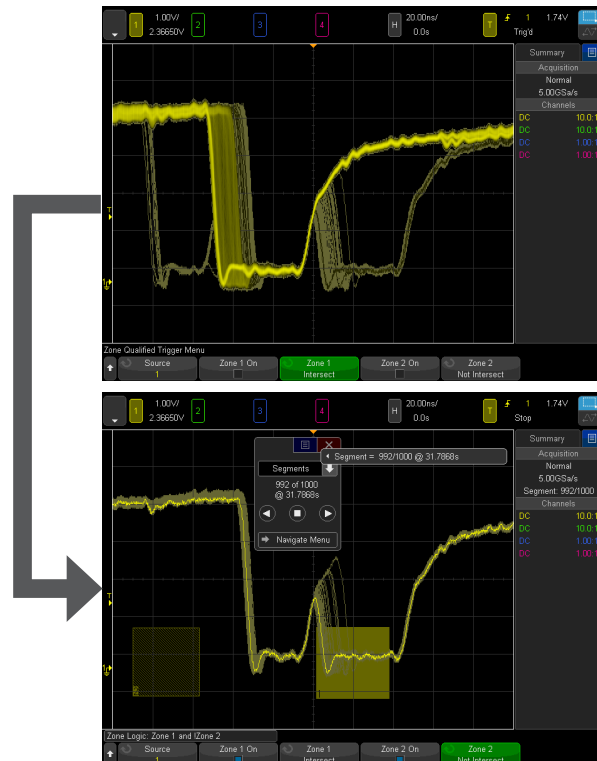 1 1.00V/ 2 3 4 H 20.00ns/ T 1 1.74V
2.36650V 0.0s Trig'd
Summary
Acquisition
Normal
5.00GSa/s
Channels
DC 10.0:1
DC 10.0:1
DC 1.00:1
DC 1.00:1
T
1
Zone Qualified Trigger Menu
Source Zone 1 On Zone 1 Zone 2 On Zone 2
1 Intersect Not Intersect
1 1.00V/ 2 3 4 H 20.00ns/ T 1 1.74V
2.36650V 0.0s Stop
Summary
Segment = 992/1000 @ 31.7868s
Acquisition
Segments
Normal
992 of 1000
5.00GSa/s
@ 31.7868s
Segment: 992/1000
Channels
DC 10.0:1
DC 10.0:1
Navigate Menu
DC 1.00:1
DC 1.00:1
T
1
Zone Logic: Zone 1 and !Zone 2
Source Zone 1 On Zone 1 Zone 2 On Zone 2
1 Intersect Not Intersect